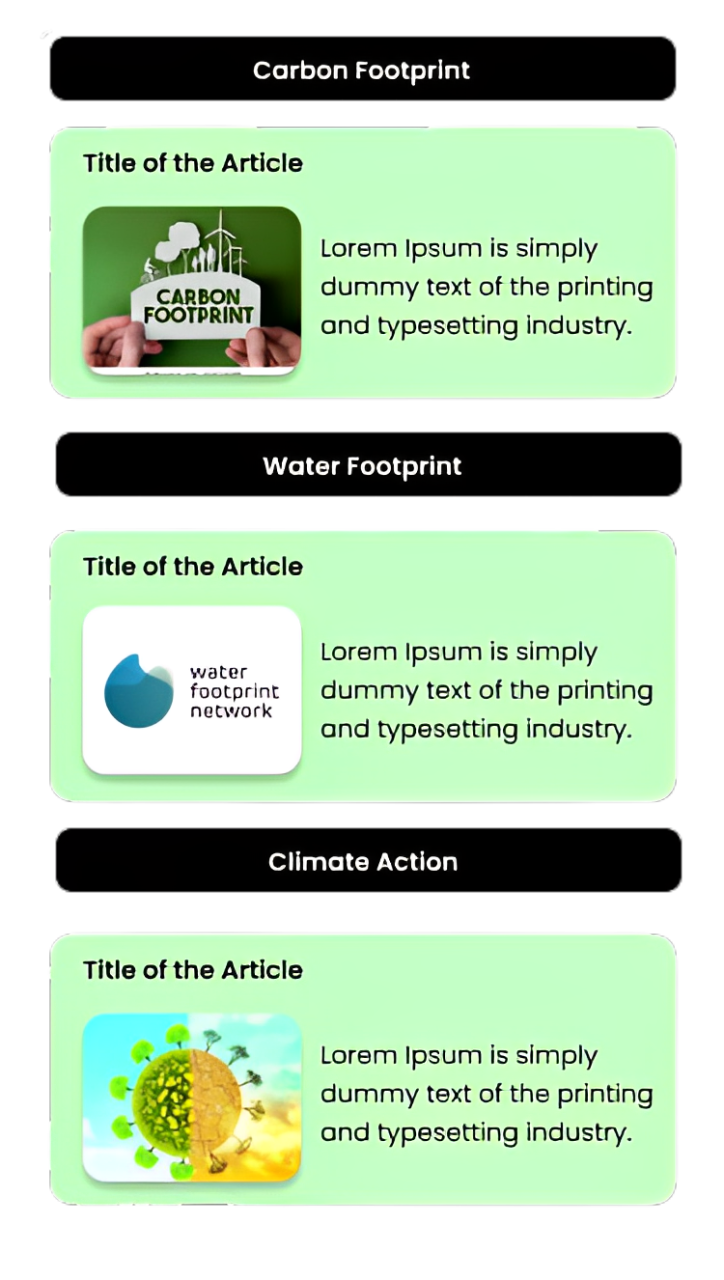 Carbon Footprint
Title of the Article
CARBON
FOOTPRINT
Lorem Ipsum is simply
dummy text of the printing
and typesetting industry.
Water Footprint
Title of the Article
water
footprint
network
Lorem Ipsum is simply
dummy text of the printing
and typesetting industry.
Climate Action
Title of the Article
Lorem Ipsum is simply
dummy text of the printing
and typesetting industry.